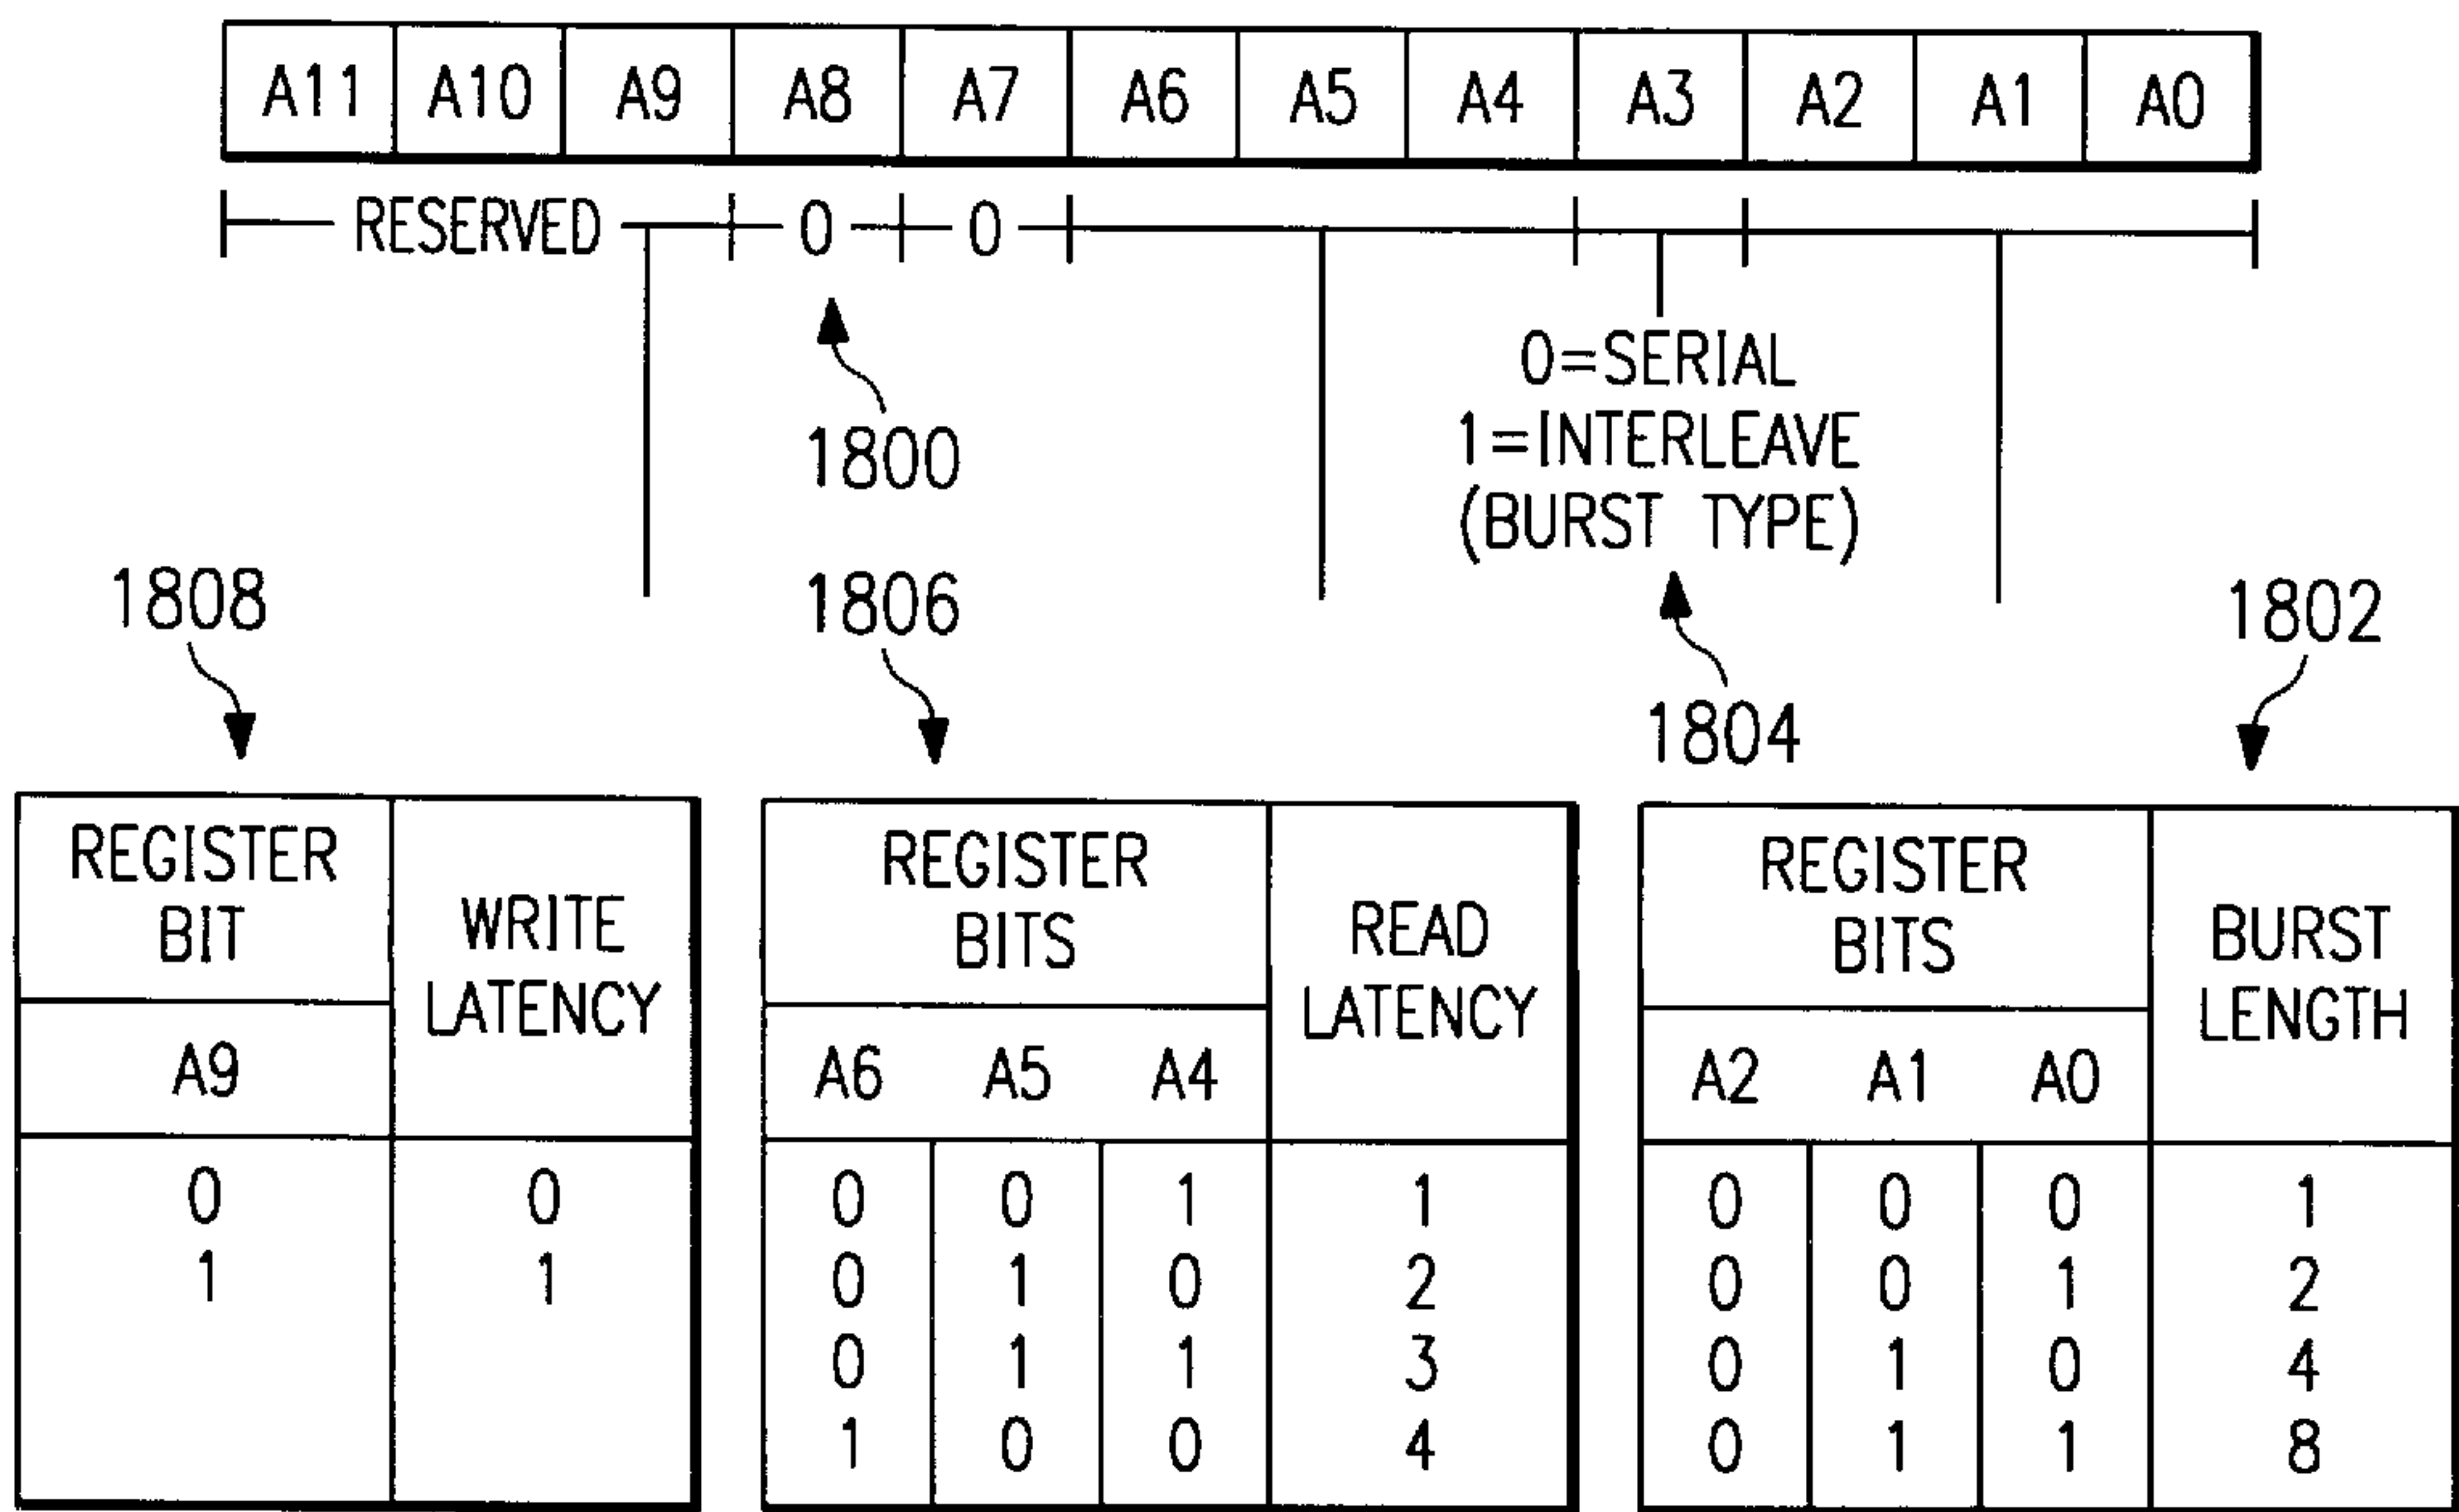 A11 A10 A9 A8 A7 A6 A5 A4 A3 A2 A1 A0
RESERVED 0 0
0=SERIAL
1=INTERLEAVE
(BURST TYPE)
1800
1808
1806
1804
1802
REGISTER BIT WRITE LATENCY
A9
0 0
1 1
REGISTER BITS READ LATENCY
A6 A5 A4
0 0 1 1
0 1 0 2
0 1 1 3
1 0 0 4
REGISTER BITS BURST LENGTH
A2 A1 A0
0 0 0 1
0 0 1 2
0 1 0 4
0 1 1 8